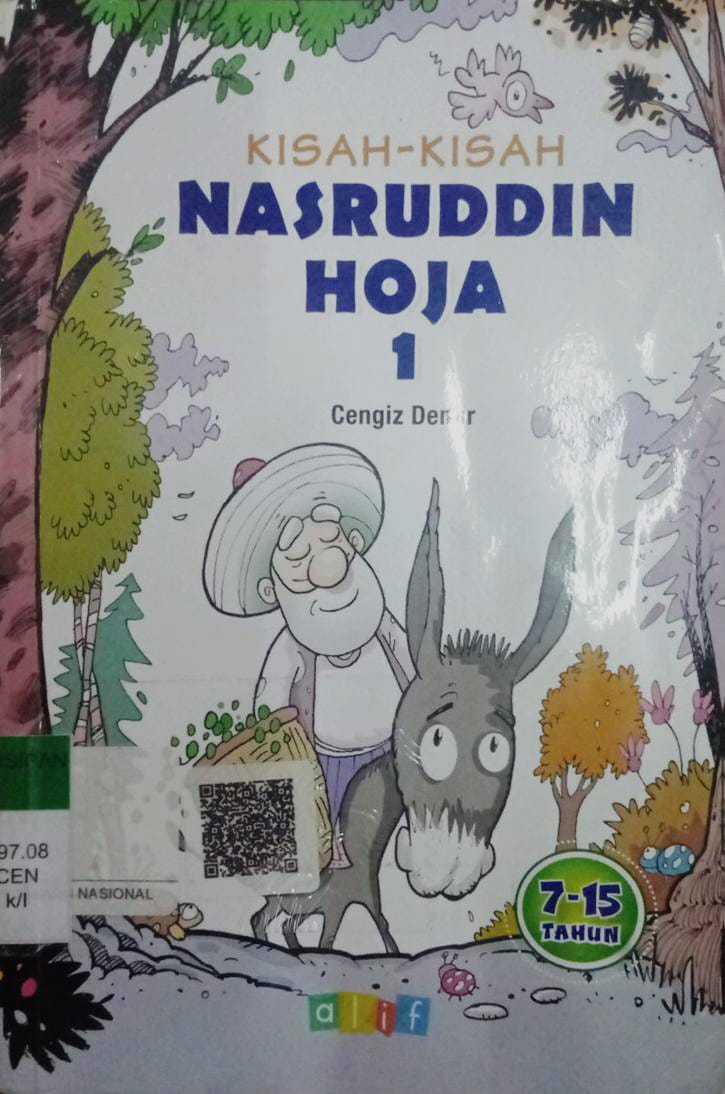 KISAH-KISAH
NASRUDDIN
HOJA
1
Cengiz
7-15
TAHUN
97.08
CEN
k/l
NASIONAL
alif